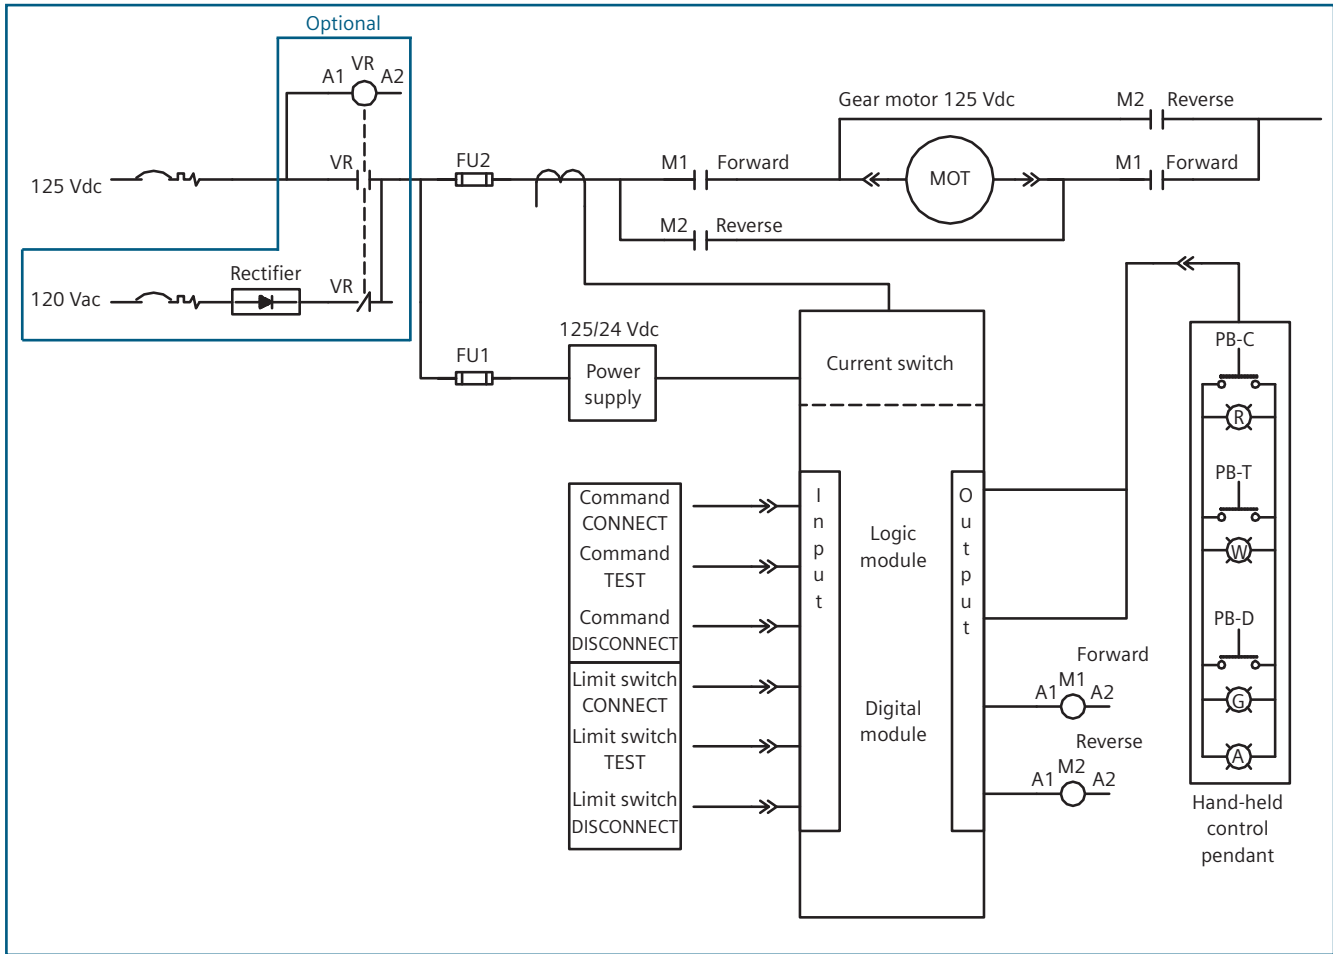 Optional
VR
A1
A2
125 Vdc
VR
FU2
M1
Forward
Gear motor 125 Vdc
M2
Reverse
MOT
M1
Forward
M2
Reverse
120 Vac
Rectifier
VR
FU1
125/24 Vdc
Power
supply
Current switch
Command
CONNECT
Command
TEST
Command
DISCONNECT
Limit switch
CONNECT
Limit switch
TEST
Limit switch
DISCONNECT
Input
Logic
module
Digital
module
Output
Forward
M1
A1
A2
Reverse
M2
A1
A2
PB-C
R
PB-T
W
PB-D
G
A
Hand-held
control
pendant